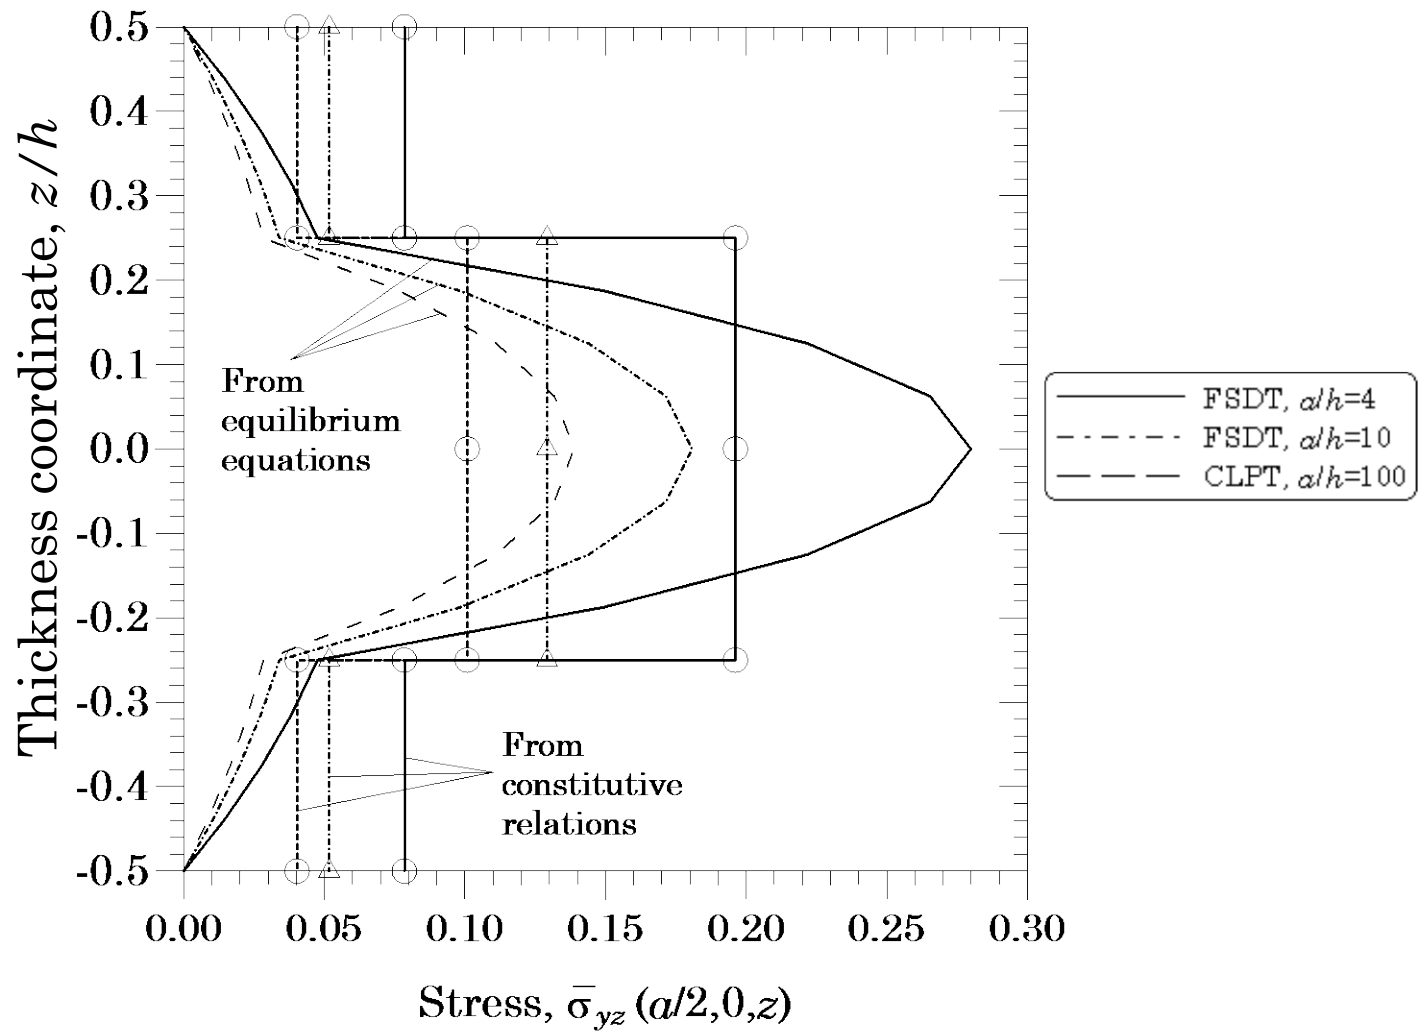 0.5
0.4
0.3
0.2
0.1
0.0
-0.1
-0.2
-0.3
-0.4
-0.5
Thickness coordinate, z/h
From
equilibrium
equations
From
constitutive
relations
0.00 0.05 0.10 0.15 0.20 0.25 0.30
Stress, σ̄yz (a/2,0,z)
FSDT, a/h=4
FSDT, a/h=10
CLPT, a/h=100